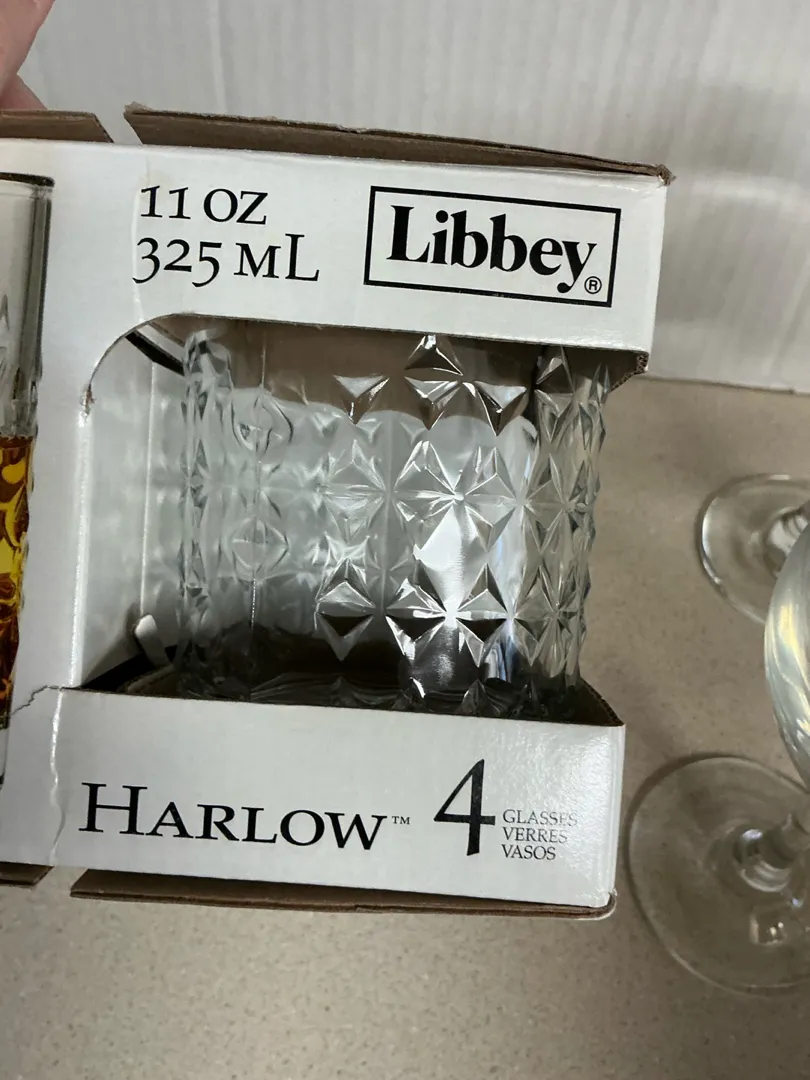 11 OZ
325 ML
Libbey®
HARLOW™
4
GLASSES
VERRES
VASOS